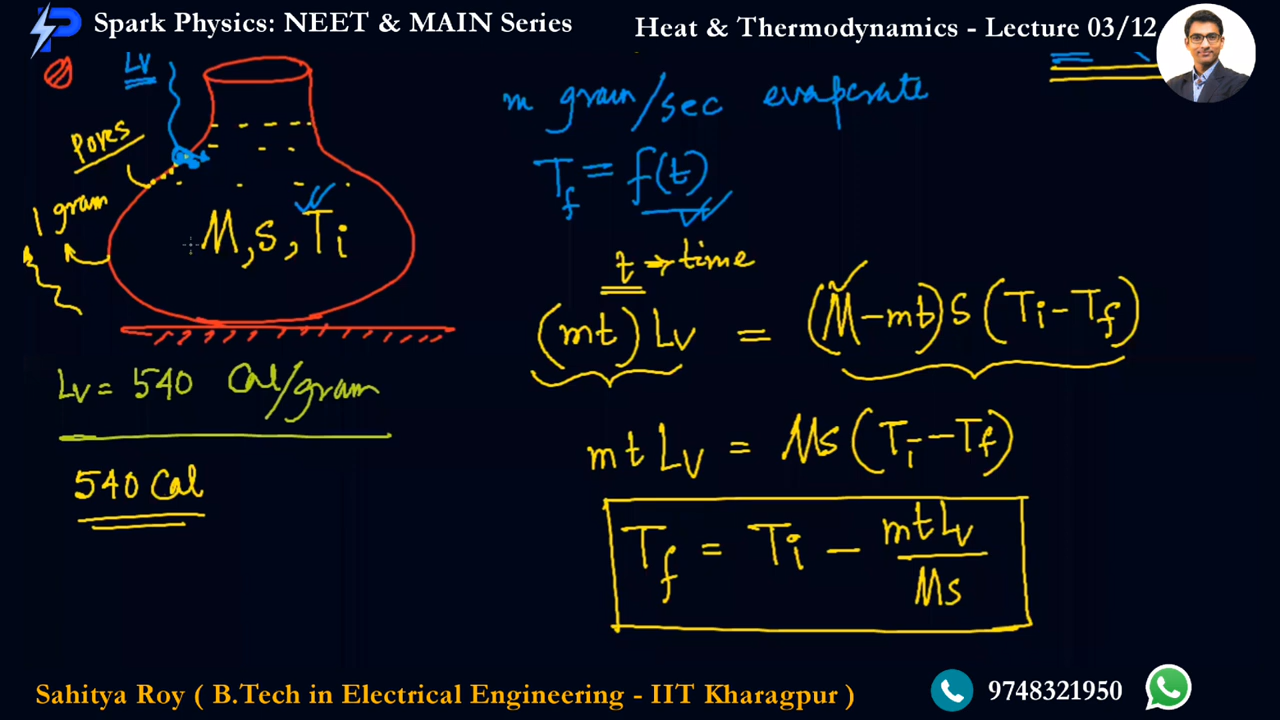 Spark Physics: NEET & MAIN Series
Heat & Thermodynamics - Lecture 03/12
Lv
Pores
1 gram
M, s, Ti
Lv = 540 Cal/gram
540 Cal
m gram/sec evaporate
Tf = f(t)
t → time
(mt) Lv = (M - mt) s (Ti - Tf)
mt Lv = Ms (Ti - Tf)
Tf = Ti - mtLv / Ms
Sahitya Roy ( B.Tech in Electrical Engineering - IIT Kharagpur )
9748321950